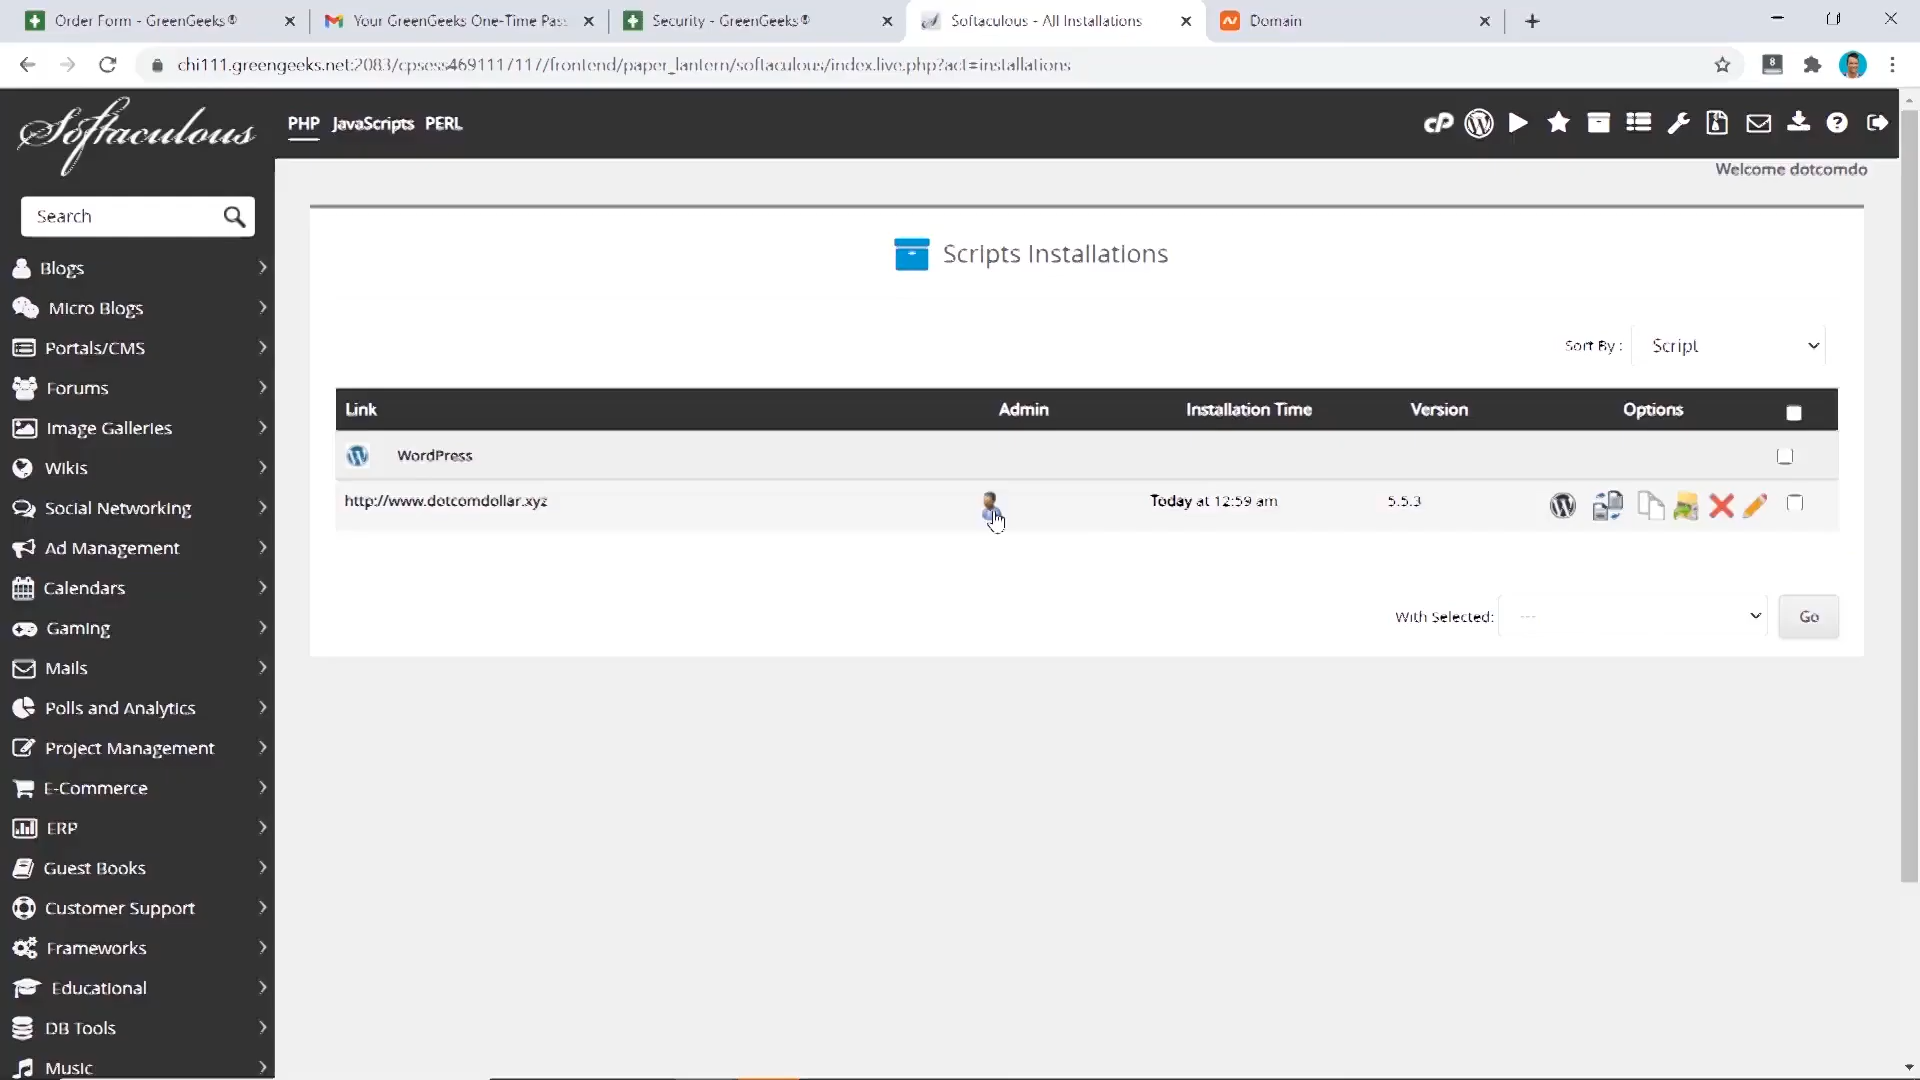 Order Form - GreenGeeks®
Your GreenGeeks One-Time Pas
Security - GreenGeeks®
Softaculous - All Installations
Domain
chi111.greengeeks.net:2083/cpsess4691117117/frontend/paper_lantern/softaculous/index.live.php?act=installations
Softaculous
PHP JavaScripts PERL
cP
Welcome dotcomdo
Search
Blogs
Micro Blogs
Portals/CMS
Forums
Image Galleries
Wikis
Social Networking
Ad Management
Calendars
Gaming
Mails
Polls and Analytics
Project Management
E-Commerce
ERP
Guest Books
Customer Support
Frameworks
Educational
DB Tools
Music
Scripts Installations
Sort By : Script
Link Admin Installation Time Version Options
WordPress
http://www.dotcomdollar.xyz Today at 12:59 am 5.5.3
With Selected: --- Go